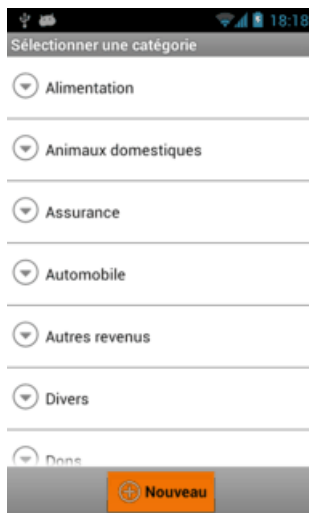 18:18
Sélectionner une catégorie
Alimentation
Animaux domestiques
Assurance
Automobile
Autres revenus
Divers
Dons
Nouveau